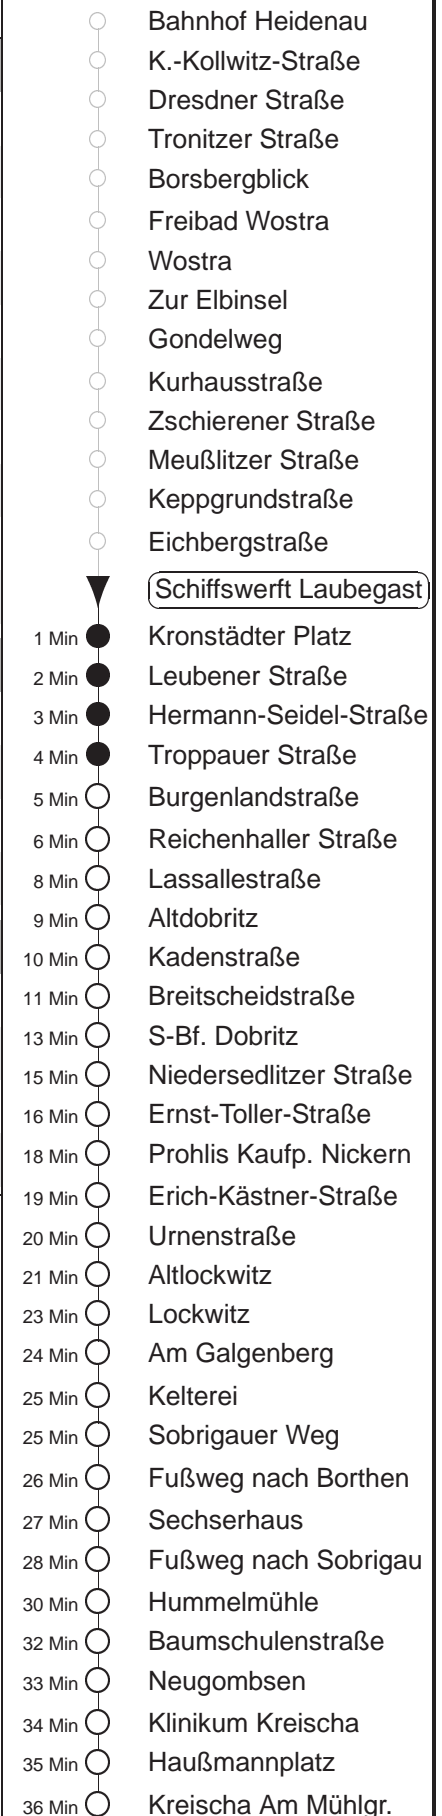 Bahnhof Heidenau
K.-Kollwitz-Straße
Dresdner Straße
Tronitzer Straße
Borsbergblick
Freibad Wostra
Wostra
Zur Elbinsel
Gondelweg
Kurhausstraße
Zschierener Straße
Meußlitzer Straße
Keppgrundstraße
Eichbergstraße
Schiffswerft Laubegast
1 Min Kronstädter Platz
2 Min Leubener Straße
3 Min Hermann-Seidel-Straße
4 Min Troppauer Straße
5 Min Burgenlandstraße
6 Min Reichenhaller Straße
8 Min Lassallestraße
9 Min Altdobritz
10 Min Kadenstraße
11 Min Breitscheidstraße
13 Min S-Bf. Dobritz
15 Min Niedersedlitzer Straße
16 Min Ernst-Toller-Straße
18 Min Prohlis Kaufp. Nickern
19 Min Erich-Kästner-Straße
20 Min Urnenstraße
21 Min Altlockwitz
23 Min Lockwitz
24 Min Am Galgenberg
25 Min Kelterei
25 Min Sobrigauer Weg
26 Min Fußweg nach Borthen
27 Min Sechserhaus
28 Min Fußweg nach Sobrigau
30 Min Hummelmühle
32 Min Baumschulenstraße
33 Min Neugombsen
34 Min Klinikum Kreischa
35 Min Haußmannplatz
36 Min Kreischa Am Mühlgr.